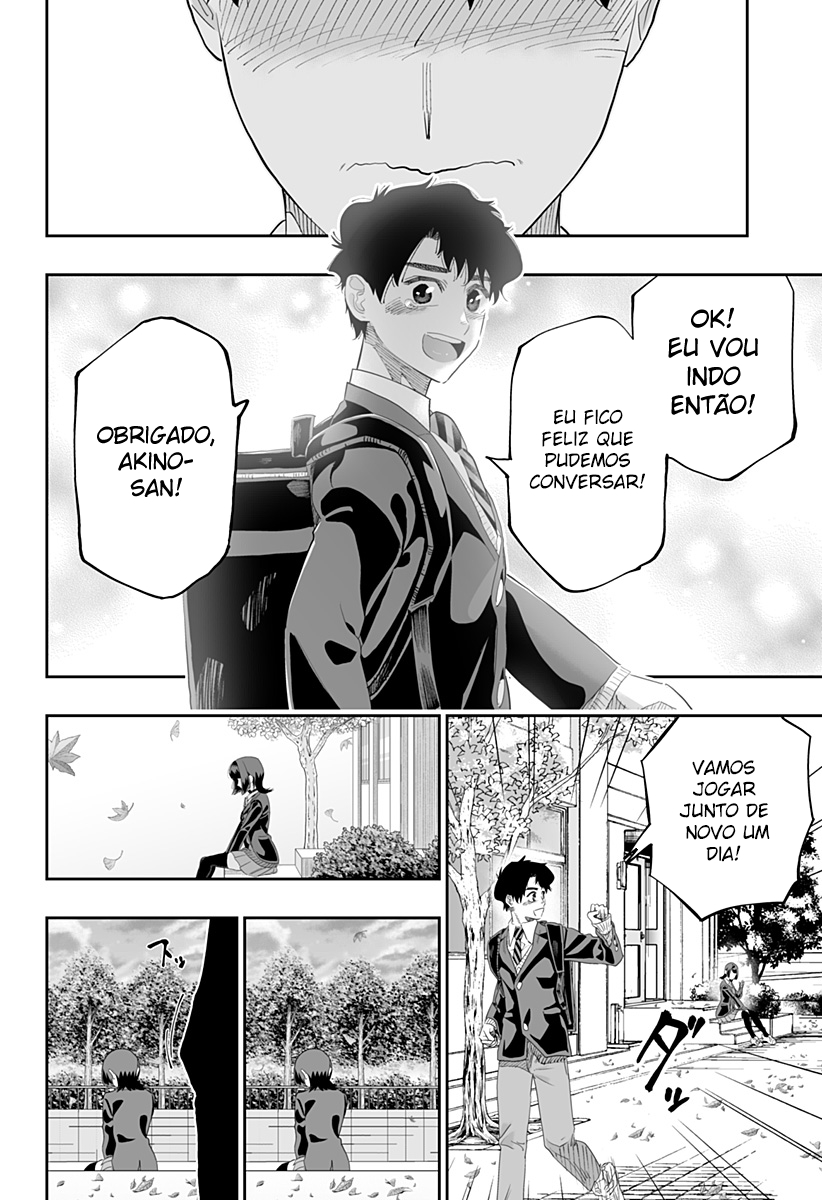 OK!
EU VOU
INDO
ENTÃO!
EU FICO
FELIZ QUE
PUDEMOS
CONVERSAR!
OBRIGADO,
AKINO-
SAN!
VAMOS
JOGAR
JUNTO DE
NOVO UM
DIA!
ダッ
スッ